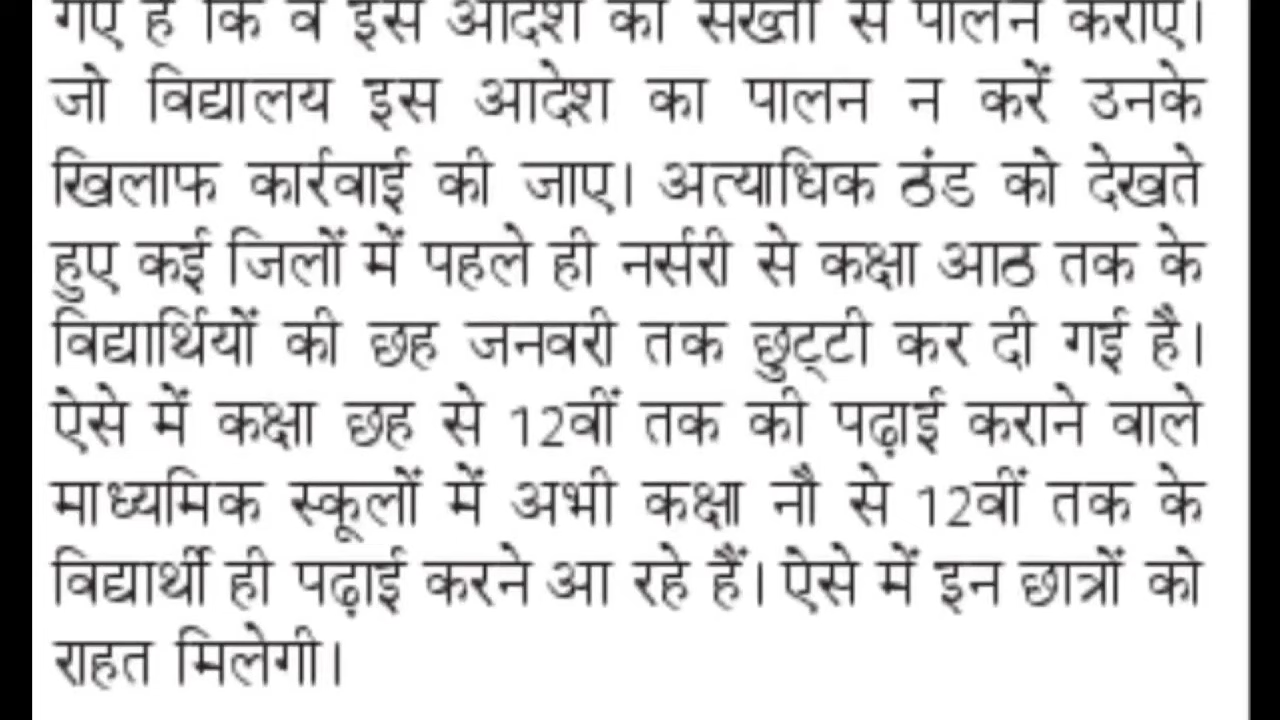 गए हैं कि वे इस आदेश का सख्ती से पालन कराएं।
जो विद्यालय इस आदेश का पालन न करें उनके
खिलाफ कार्रवाई की जाए। अत्याधिक ठंड को देखते
हुए कई जिलों में पहले ही नर्सरी से कक्षा आठ तक के
विद्यार्थियों की छह जनवरी तक छुट्टी कर दी गई है।
ऐसे में कक्षा छह से 12वीं तक की पढ़ाई कराने वाले
माध्यमिक स्कूलों में अभी कक्षा नौ से 12वीं तक के
विद्यार्थी ही पढ़ाई करने आ रहे हैं। ऐसे में इन छात्रों को
राहत मिलेगी।